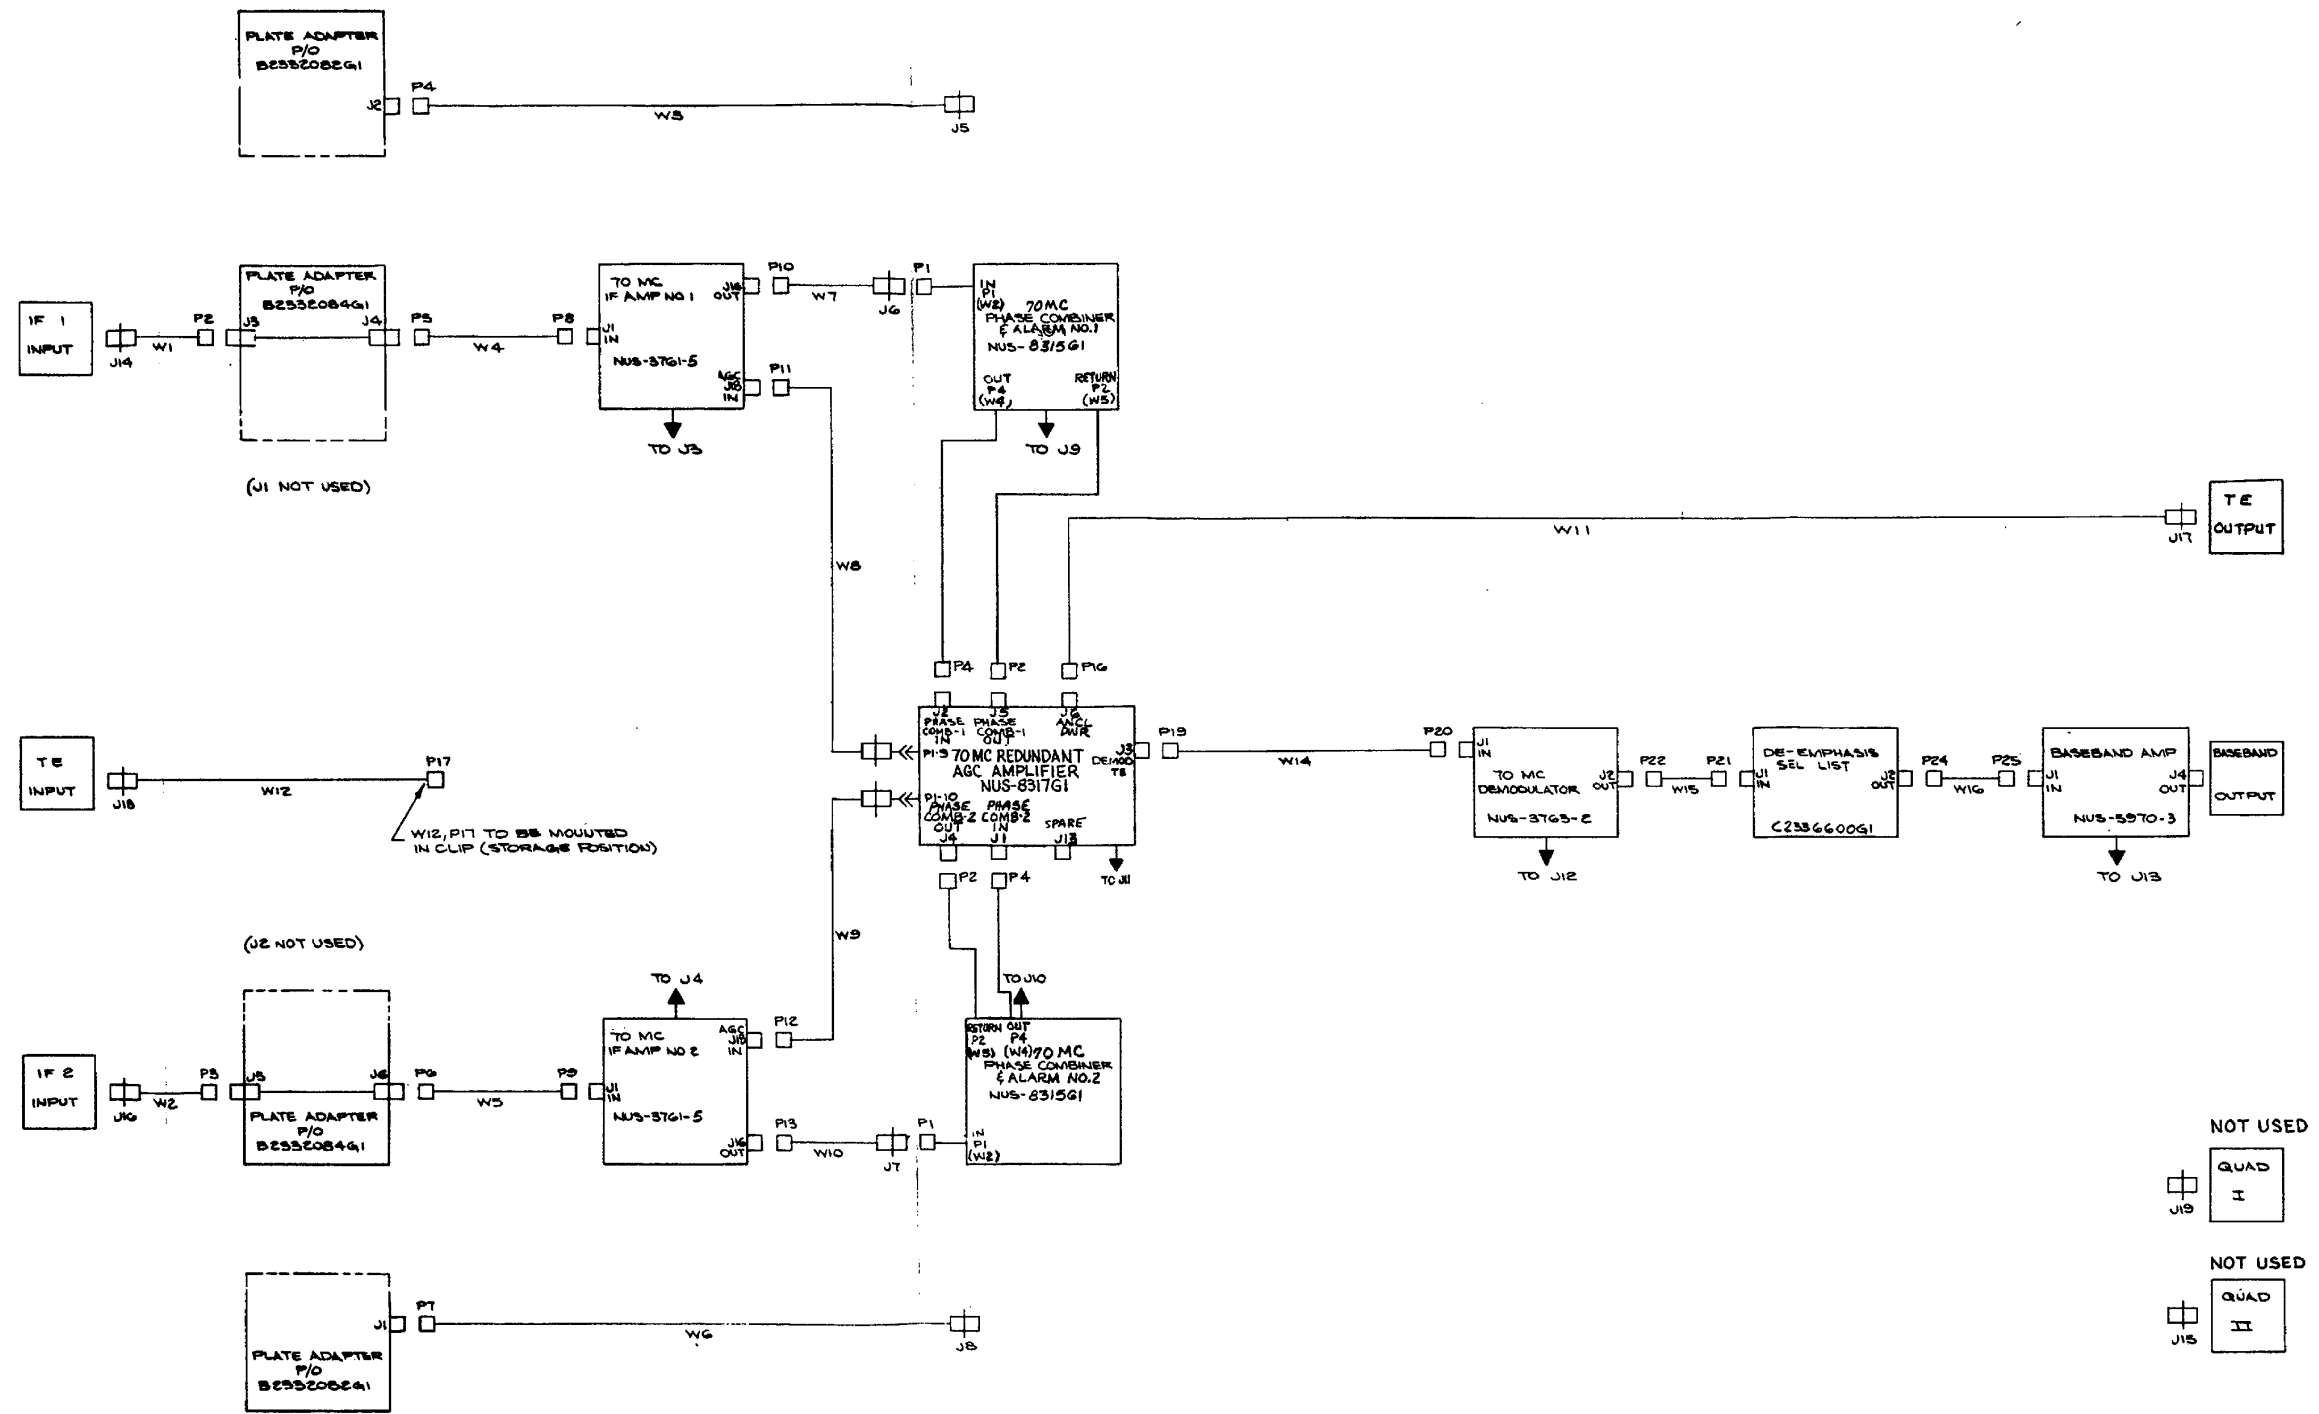 PLATE ADAPTER
P/O
B2332082G1
J2
P4
W3
J5
IF 1
INPUT
J14
W1
P2
PLATE ADAPTER
P/O
B2332084G1
J3
J4
P5
W4
P8
(J1 NOT USED)
70 MC
IF AMP NO 1
J16
OUT
J1
IN
NUS-3761-5
AGC
IN
TO J3
P10
W7
J6
P1
P11
W8
IN
P1
(W2)
70 MC
PHASE COMBINER
& ALARM NO.1
NUS-8315G1
OUT
P4
(W4)
RETURN
P2
(W5)
TO J9
W11
J17
TE
OUTPUT
P4
P2
P16
J2
PHASE
COMB-1
IN
J5
PHASE
COMB-1
OUT
ANCL
PWR
P1-9
70 MC REDUNDANT
AGC AMPLIFIER
NUS-8317G1
J3
DEMOD
TE
P1-10
PHASE
COMB-2
OUT
J4
PHASE
COMB-2
IN
J1
SPARE
J13
TO J11
P2
P4
P19
W14
P20
J1
IN
70 MC
DEMODULATOR
J2
OUT
NUS-3763-2
TO J12
P22
W15
P21
DE-EMPHASIS
SEL LIST
J1
IN
J2
OUT
C2336600G1
P24
W16
P25
BASEBAND AMP
J1
IN
J4
OUT
NUS-5970-3
TO J13
BASEBAND
OUTPUT
TE
INPUT
J18
W12
P17
W12, P17 TO BE MOUNTED
IN CLIP (STORAGE POSITION)
(J2 NOT USED)
W9
IF 2
INPUT
J16
W2
P3
J5
J6
PLATE ADAPTER
P/O
B2332084G1
P6
W5
P9
TO J4
70 MC
IF AMP NO 2
AGC
IN
J1
IN
NUS-3761-5
J16
OUT
P12
P13
W10
J7
P1
TO J10
RETURN
P2
(W5)
OUT
P4
(W4)
70 MC
PHASE COMBINER
& ALARM NO.2
NUS-8315G1
IN
P1
(W2)
NOT USED
QUAD
I
J19
NOT USED
QUAD
II
J15
J1
P7
W6
J8
PLATE ADAPTER
P/O
B2332082G1